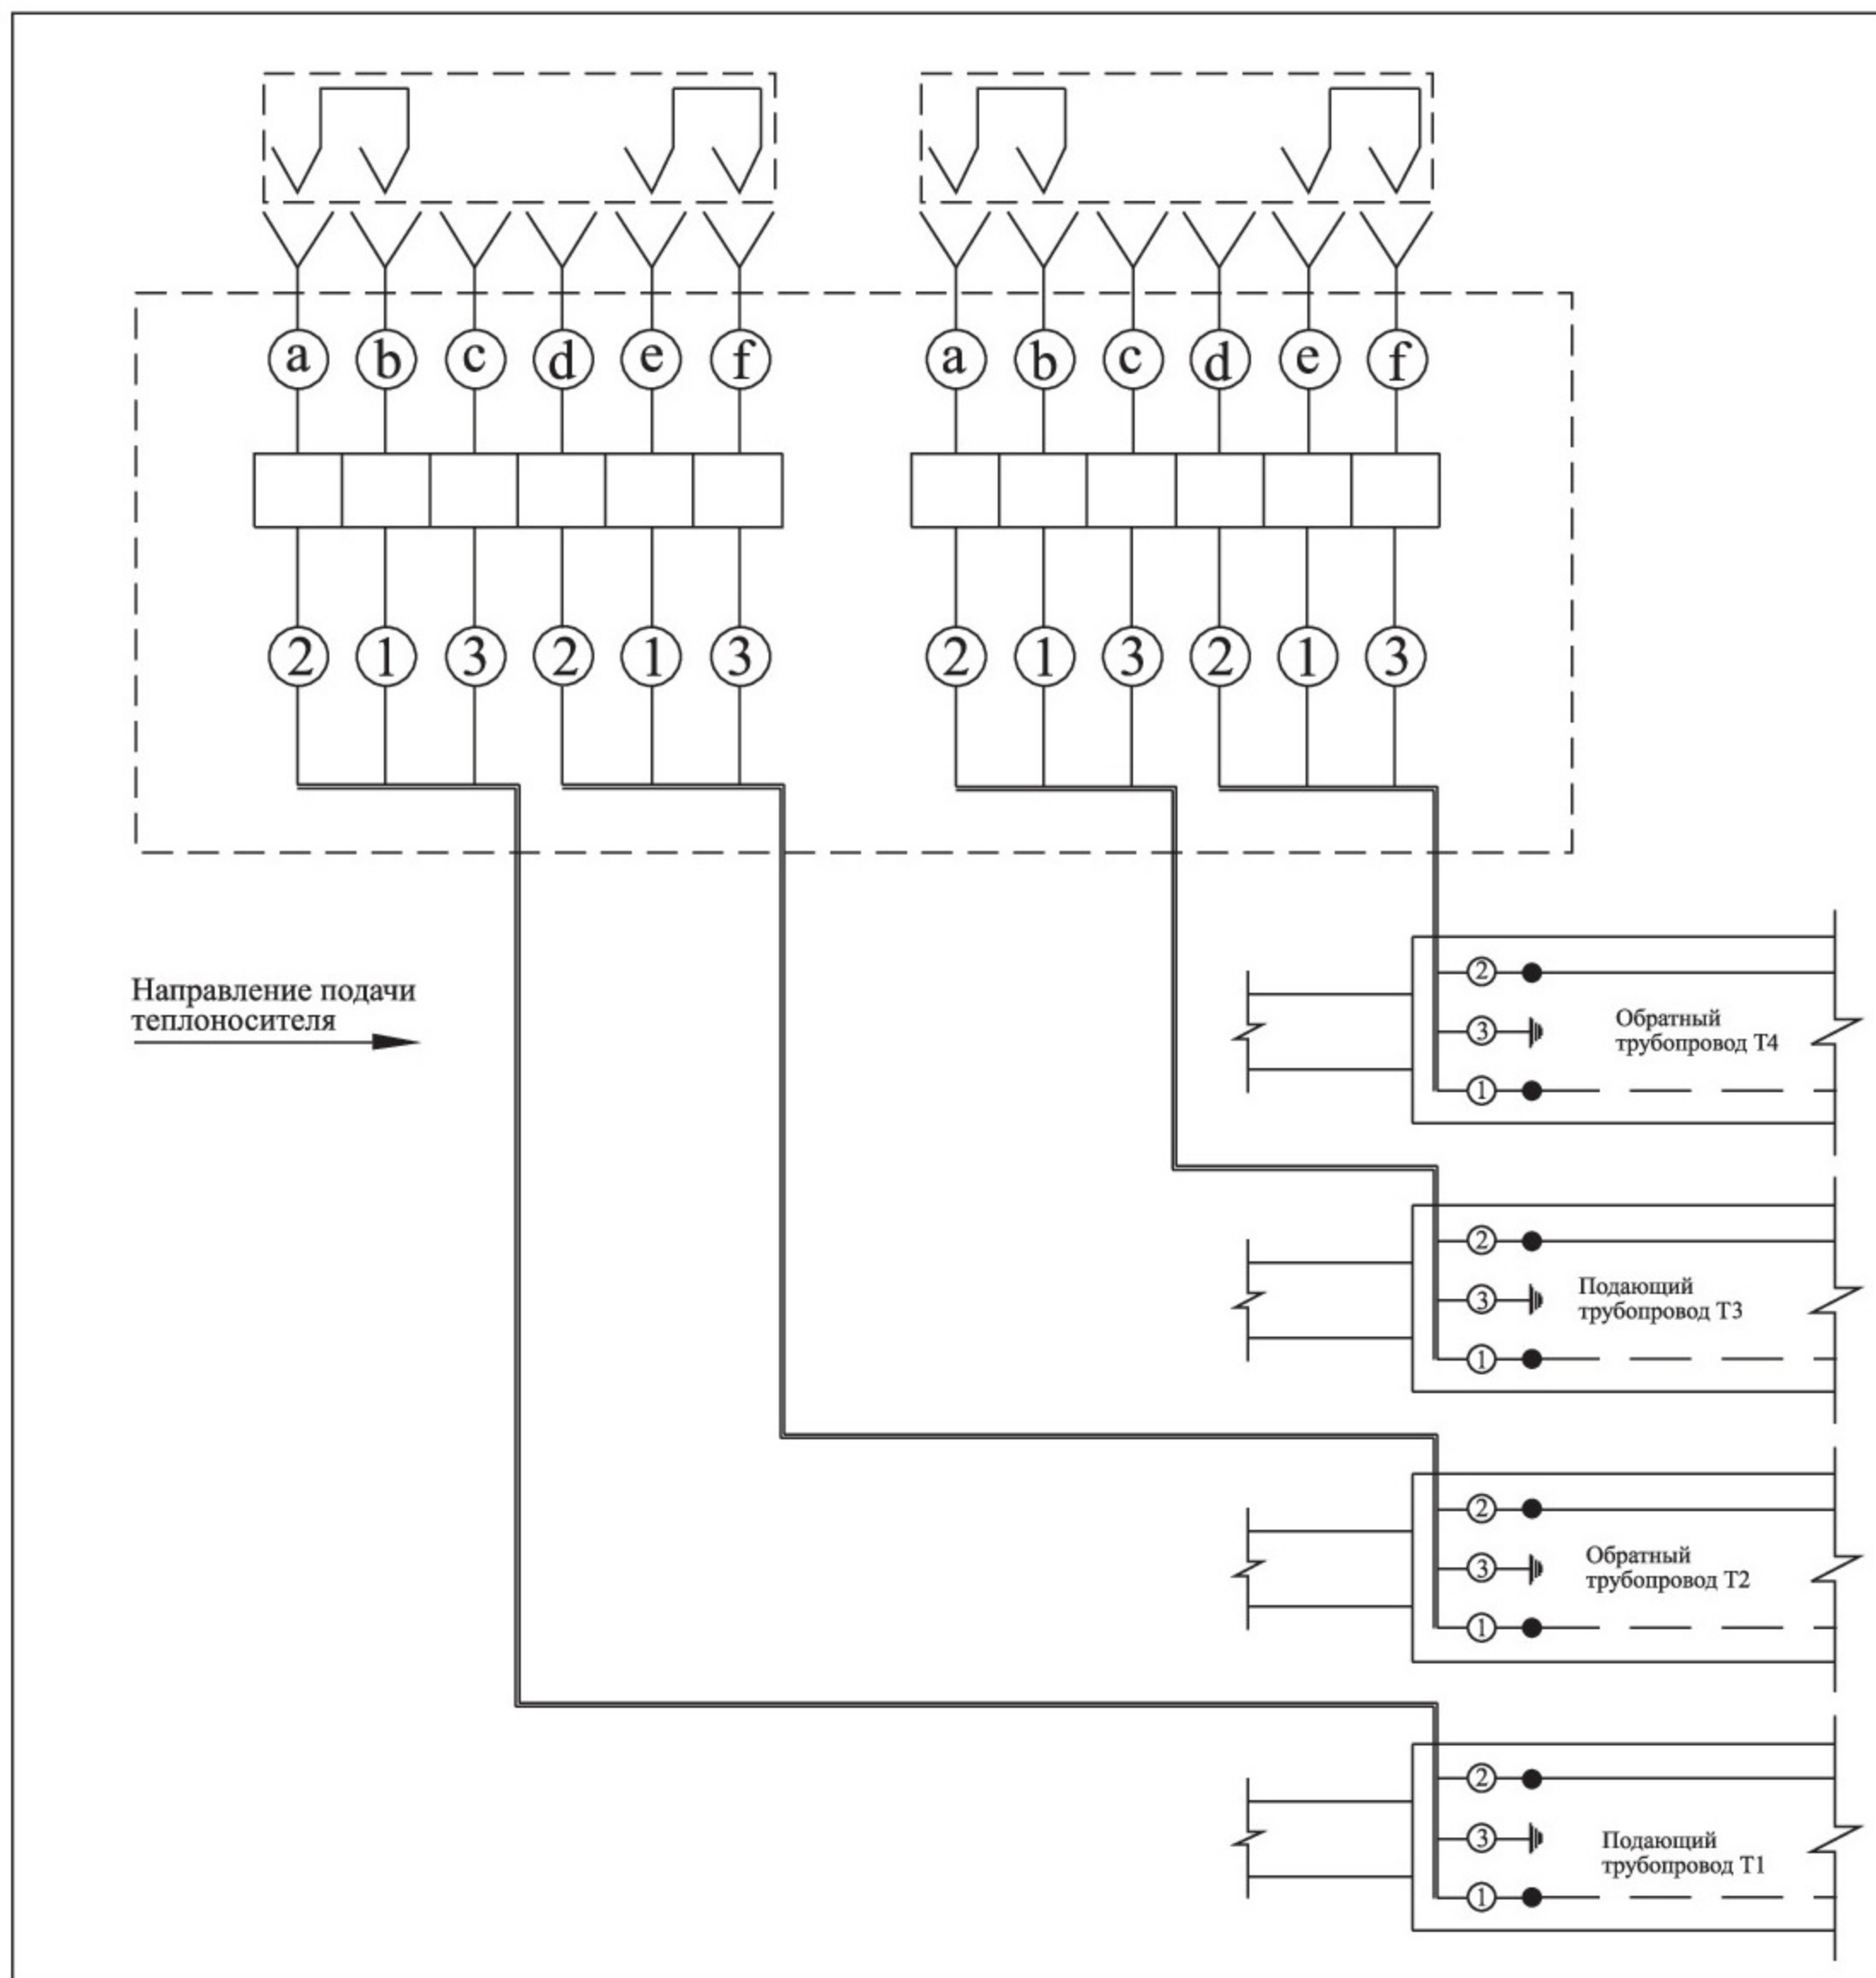 a b c d e f a b c d e f
2 1 3 2 1 3 2 1 3 2 1 3
Направление подачи
теплоносителя
2
Обратный
3
трубопровод Т4
1
2
Подающий
3
трубопровод Т3
1
2
Обратный
3
трубопровод Т2
1
2
3
Подающий
трубопровод Т1
1